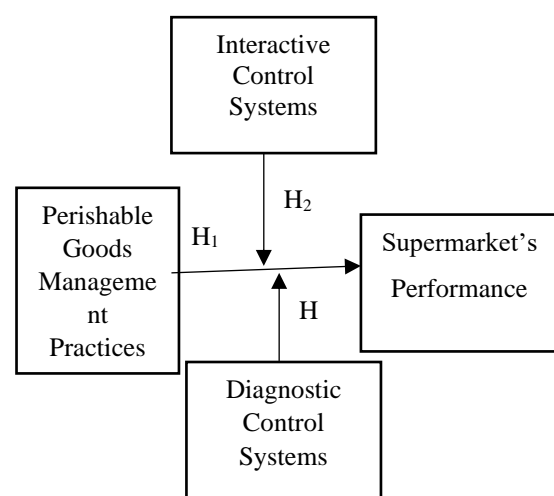 Interactive
Control
Systems
H₂
Perishable
Goods
Manageme
nt
Practices
H₁
Supermarket's
Performance
H
Diagnostic
Control
Systems